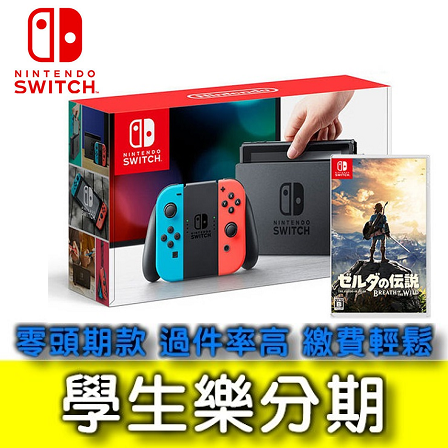 NINTENDO
SWITCH
Nintendo
NINTENDO
SWITCH
NINTENDO
SWITCH
ゼルダの伝説
BREATH OF THE WILD
零頭期款 過件率高 繳費輕鬆
學生樂分期